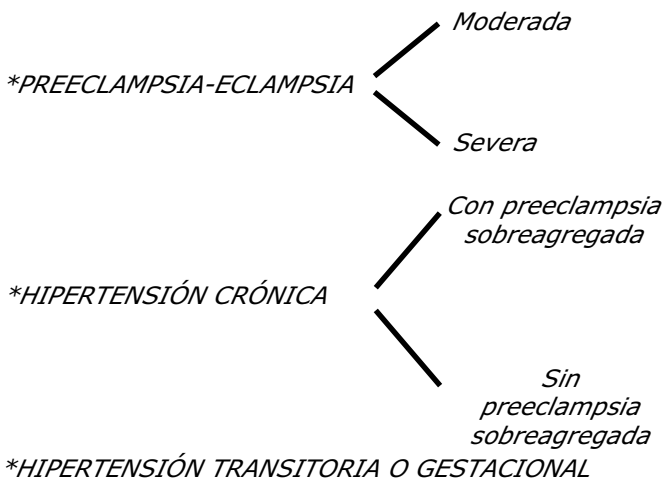 Moderada
*PREECLAMPSIA-ECLAMPSIA
Severa
Con preeclampsia
sobreagregada
*HIPERTENSIÓN CRÓNICA
Sin
preeclampsia
sobreagregada
*HIPERTENSIÓN TRANSITORIA O GESTACIONAL